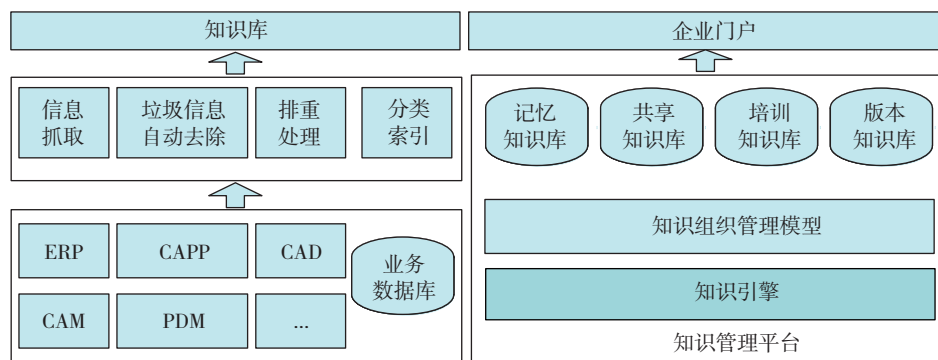 知识库
企业门户
信息
抓取
垃圾信息
自动去除
排重
处理
分类
索引
记忆
知识库
共享
知识库
培训
知识库
版本
知识库
ERP
CAPP
CAD
业务
数据库
CAM
PDM
...
知识组织管理模型
知识引擎
知识管理平台